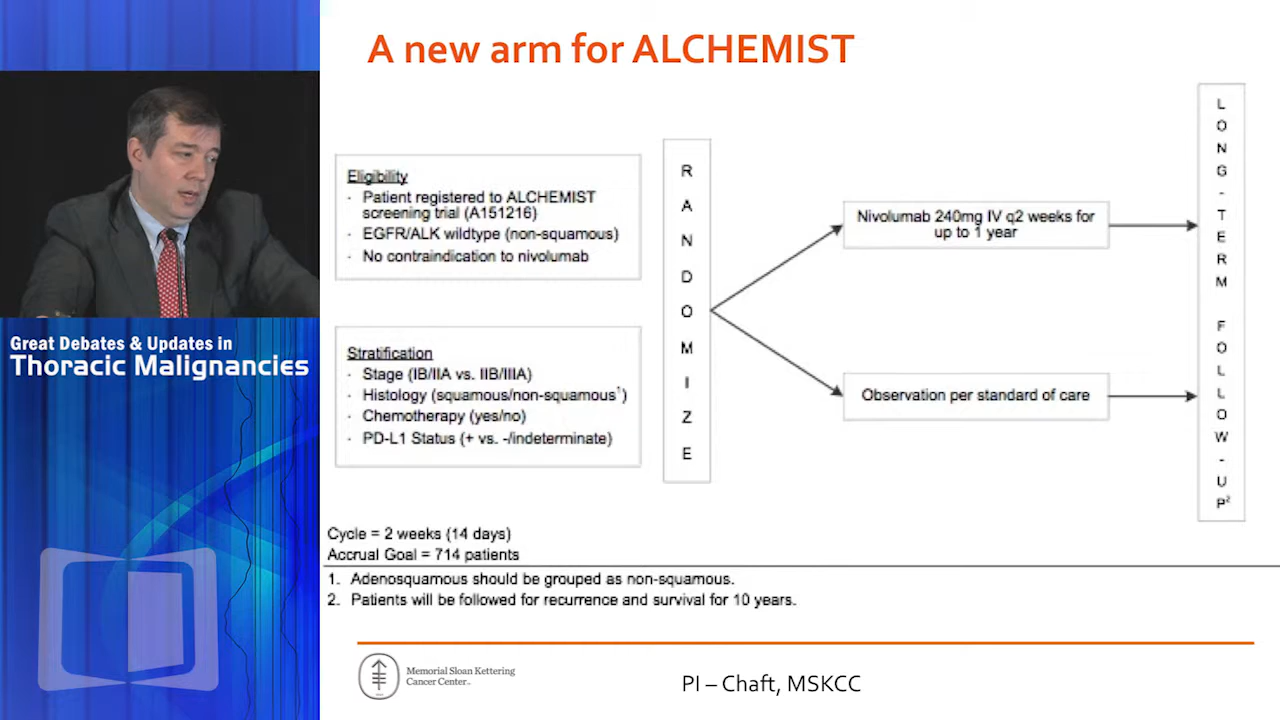 A new arm for ALCHEMIST
Great Debates & Updates in
Thoracic Malignancies
Eligibility
· Patient registered to ALCHEMIST
screening trial (A151216)
· EGFR/ALK wildtype (non-squamous)
· No contraindication to nivolumab
Stratification
· Stage (IB/IIA vs. IIB/IIIA)
· Histology (squamous/non-squamous¹)
· Chemotherapy (yes/no)
· PD-L1 Status (+ vs. -/indeterminate)
RANDOMIZE
Nivolumab 240mg IV q2 weeks for
up to 1 year
Observation per standard of care
LONG-TERM FOLLOW-UP²
Cycle = 2 weeks (14 days)
Accrual Goal = 714 patients
1. Adenosquamous should be grouped as non-squamous.
2. Patients will be followed for recurrence and survival for 10 years.
Memorial Sloan Kettering
Cancer Center
PI – Chaft, MSKCC